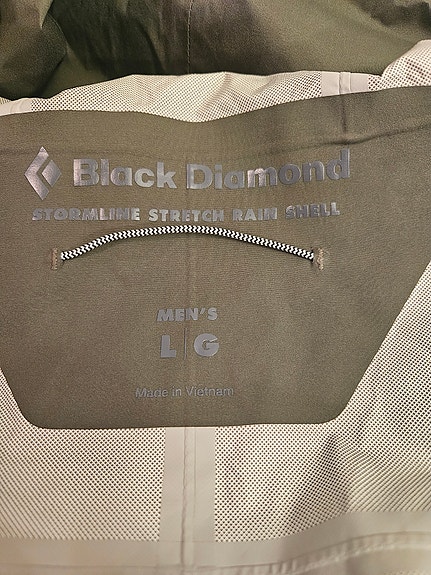 Black Diamond
STORMLINE STRETCH RAIN SHELL
MEN'S
L|G
Made in Vietnam